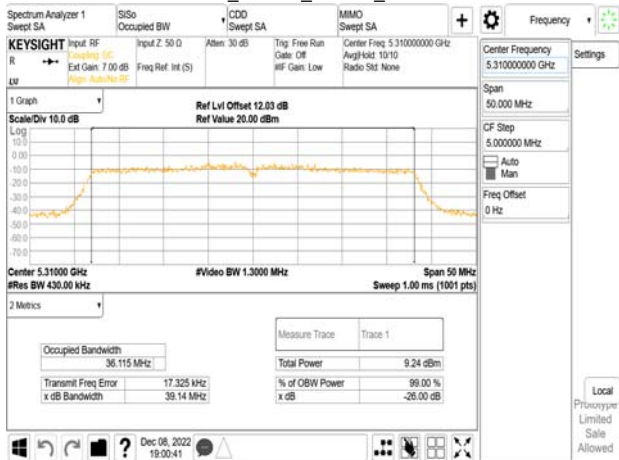 Spectrum Analyzer 1
Swept SA
SISo
Occupied BW
CDD
Swept SA
MIMO
Swept SA
+
Frequency
KEYSIGHT
R
LXI
Input: RF
Coupling: DC
Ext Gain: 7.00 dB
Align: Auto/No RF
Input Z: 50 Ω
Freq Ref: Int (S)
Atten: 30 dB
Trig: Free Run
Gate: Off
#IF Gain: Low
Center Freq: 5.310000000 GHz
Avg|Hold: 10/10
Radio Std: None
Center Frequency
5.310000000 GHz
Settings
Span
50.000 MHz
CF Step
5.000000 MHz
Auto
Man
Freq Offset
0 Hz
1 Graph
Scale/Div 10.0 dB
Ref Lvl Offset 12.03 dB
Ref Value 20.00 dBm
Log
10.0
0.00
-10.0
-20.0
-30.0
-40.0
-50.0
-60.0
-70.0
Center 5.31000 GHz
#Res BW 430.00 kHz
#Video BW 1.3000 MHz
Span 50 MHz
Sweep 1.00 ms (1001 pts)
2 Metrics
Measure Trace Trace 1
Occupied Bandwidth
36.115 MHz
Total Power 9.24 dBm
Transmit Freq Error 17.325 kHz
% of OBW Power 99.00 %
x dB Bandwidth 39.14 MHz
x dB -26.00 dB
Local
Prototype
Limited
Sale
Allowed
?
Dec 08, 2022
19:00:41